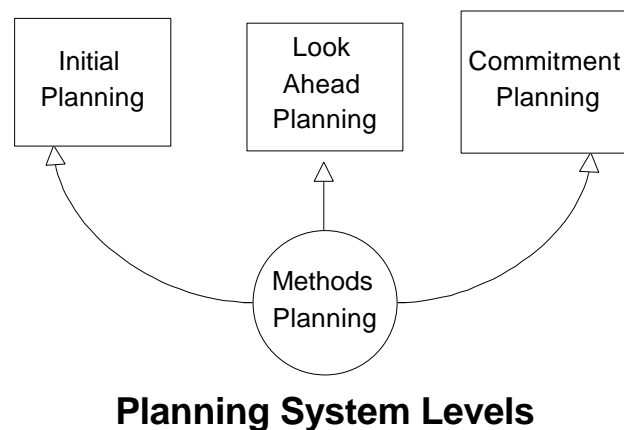 Initial
Planning
Look
Ahead
Planning
Commitment
Planning
Methods
Planning
Planning System Levels